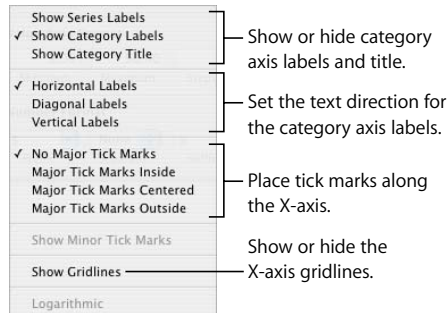 Show Series Labels
✓ Show Category Labels
Show Category Title
Show or hide category
axis labels and title.
✓ Horizontal Labels
Diagonal Labels
Vertical Labels
Set the text direction for
the category axis labels.
✓ No Major Tick Marks
Major Tick Marks Inside
Major Tick Marks Centered
Major Tick Marks Outside
Place tick marks along
the X-axis.
Show Minor Tick Marks
Show Gridlines
Show or hide the
X-axis gridlines.
Logarithmic